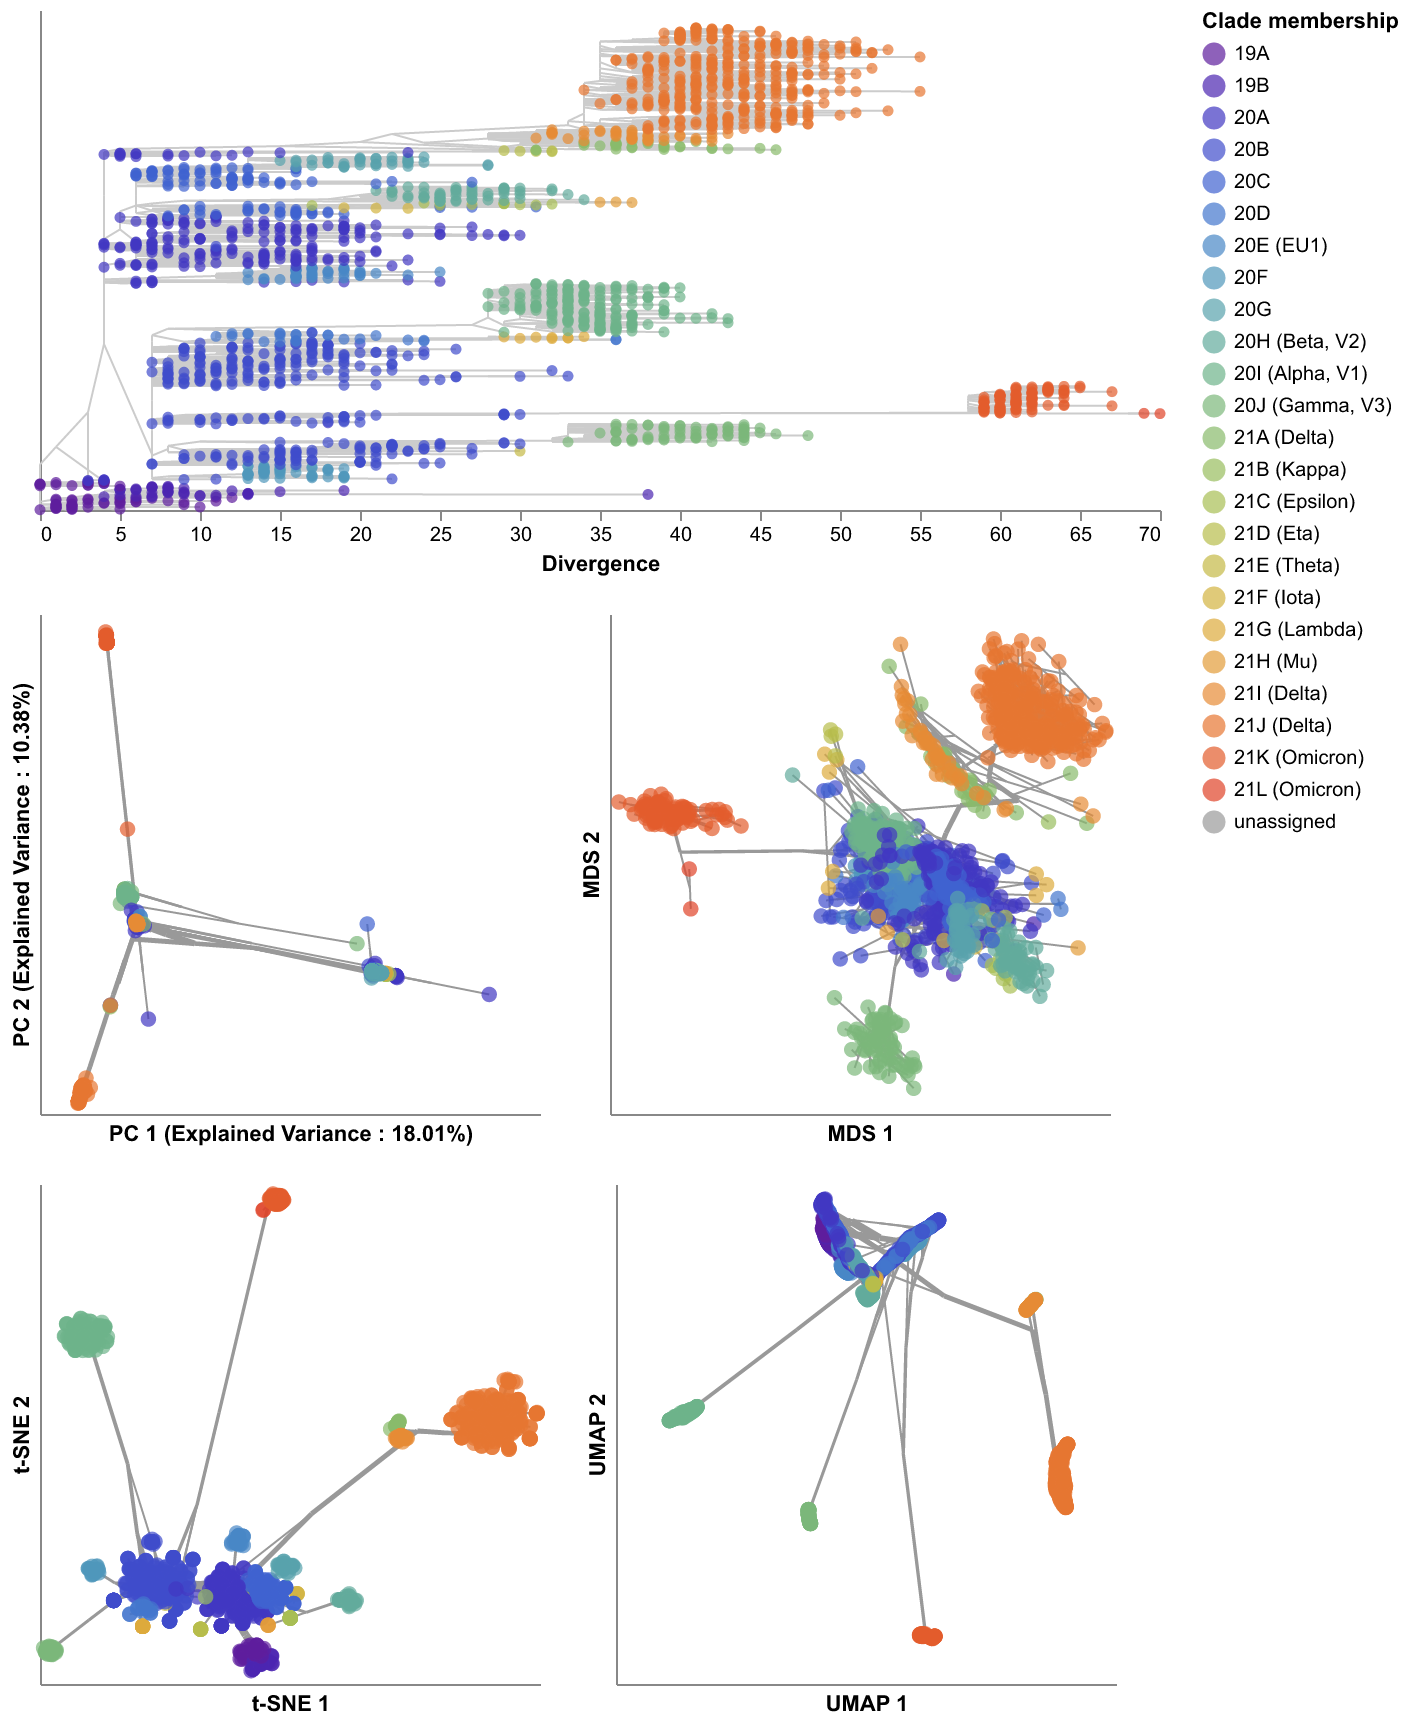 Clade membership
19A
19B
20A
20B
20C
20D
20E (EU1)
20F
20G
20H (Beta, V2)
20I (Alpha, V1)
20J (Gamma, V3)
21A (Delta)
21B (Kappa)
21C (Epsilon)
21D (Eta)
21E (Theta)
21F (Iota)
21G (Lambda)
21H (Mu)
21I (Delta)
21J (Delta)
21K (Omicron)
21L (Omicron)
unassigned
0 5 10 15 20 25 30 35 40 45 50 55 60 65 70
Divergence
PC 2 (Explained Variance : 10.38%)
PC 1 (Explained Variance : 18.01%)
MDS 2
MDS 1
t-SNE 2
t-SNE 1
UMAP 2
UMAP 1